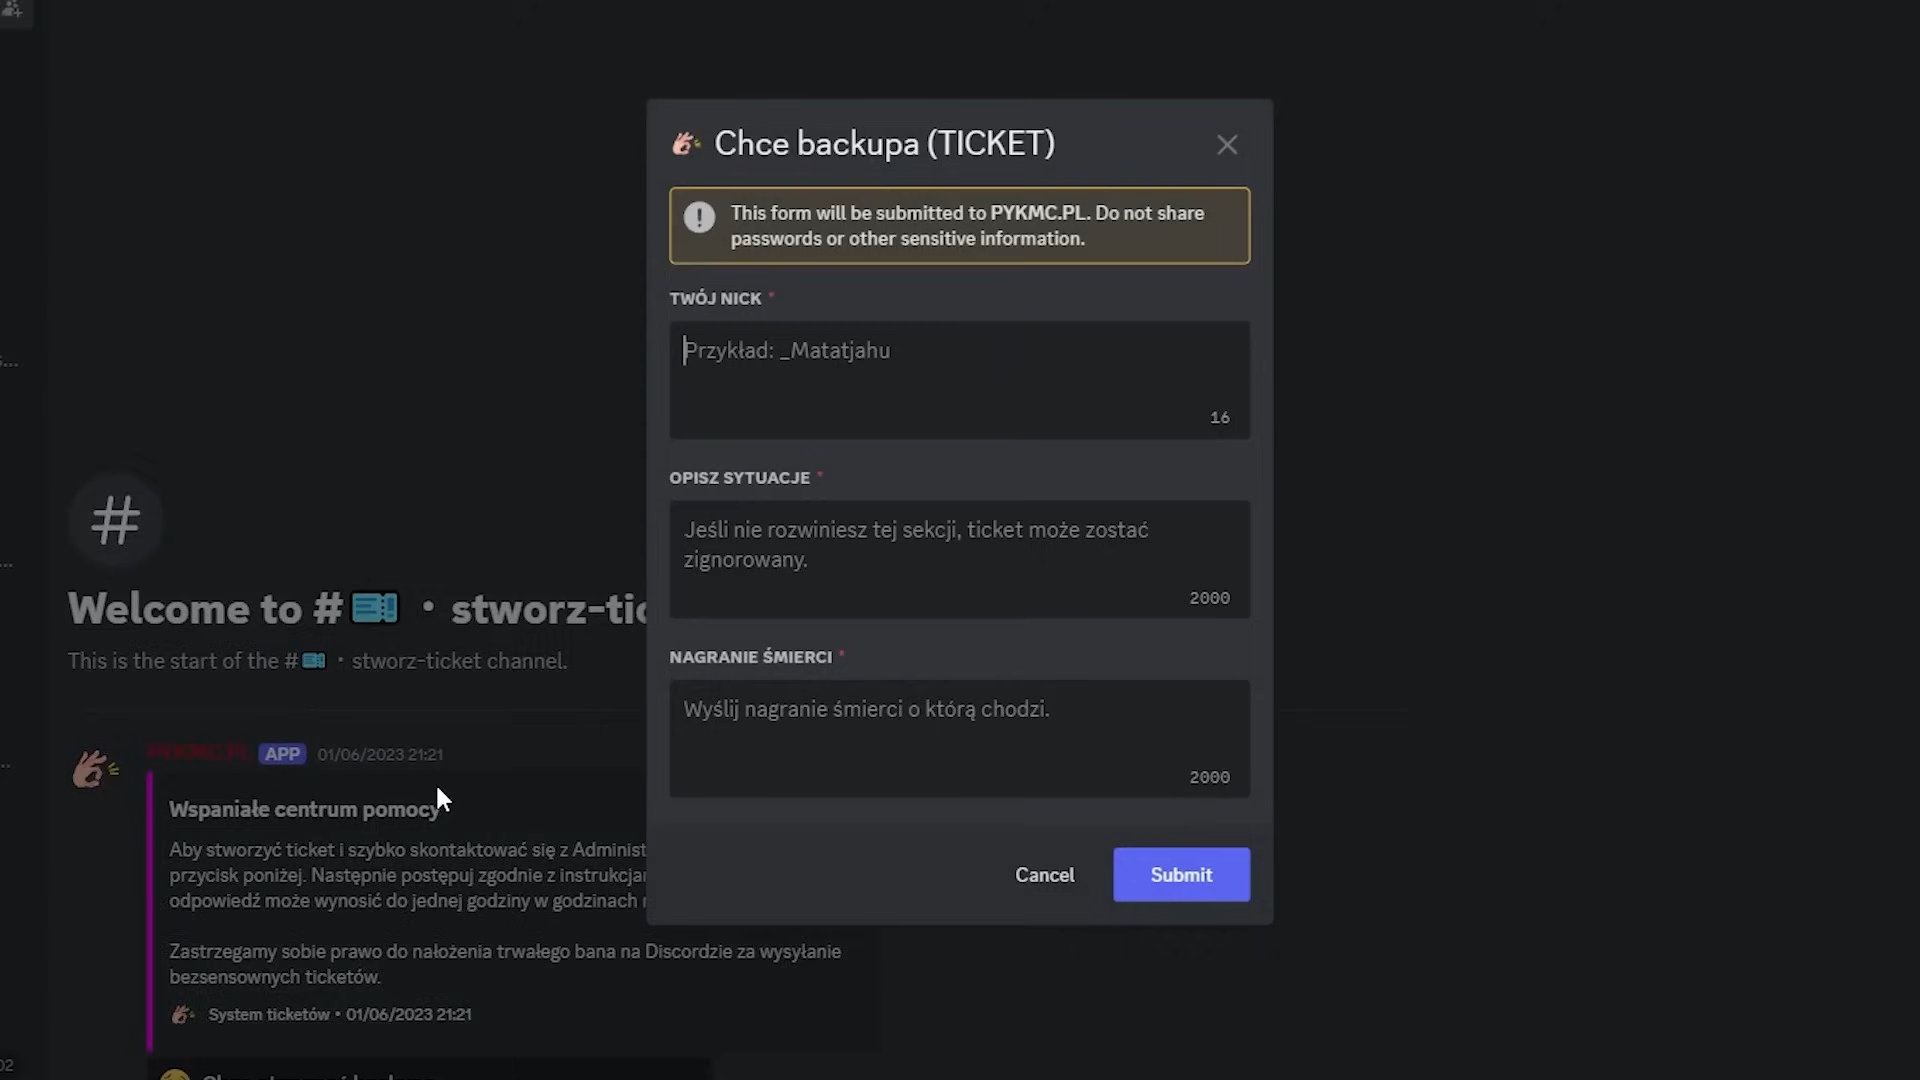 Chce backupa (TICKET)
This form will be submitted to PYKMC.PL. Do not share
passwords or other sensitive information.
TWÓJ NICK *
Przykład: _Matatjahu
16
OPISZ SYTUACJE *
Jeśli nie rozwiniesz tej sekcji, ticket może zostać
zignorowany.
2000
NAGRANIE ŚMIERCI *
Wyślij nagranie śmierci o którą chodzi.
2000
Cancel
Submit
Welcome to # • stworz-tic
This is the start of the # • stworz-ticket channel.
PYKMC.PL APP 01/06/2023 21:21
Wspaniałe centrum pomocy
Aby stworzyć ticket i szybko skontaktować się z Administ
przycisk poniżej. Następnie postępuj zgodnie z instrukcja
odpowiedź może wynosić do jednej godziny w godzinach
Zastrzegamy sobie prawo do nałożenia trwałego bana na Discordzie za wysyłanie
bezsensownych ticketów.
System ticketów • 01/06/2023 21:21